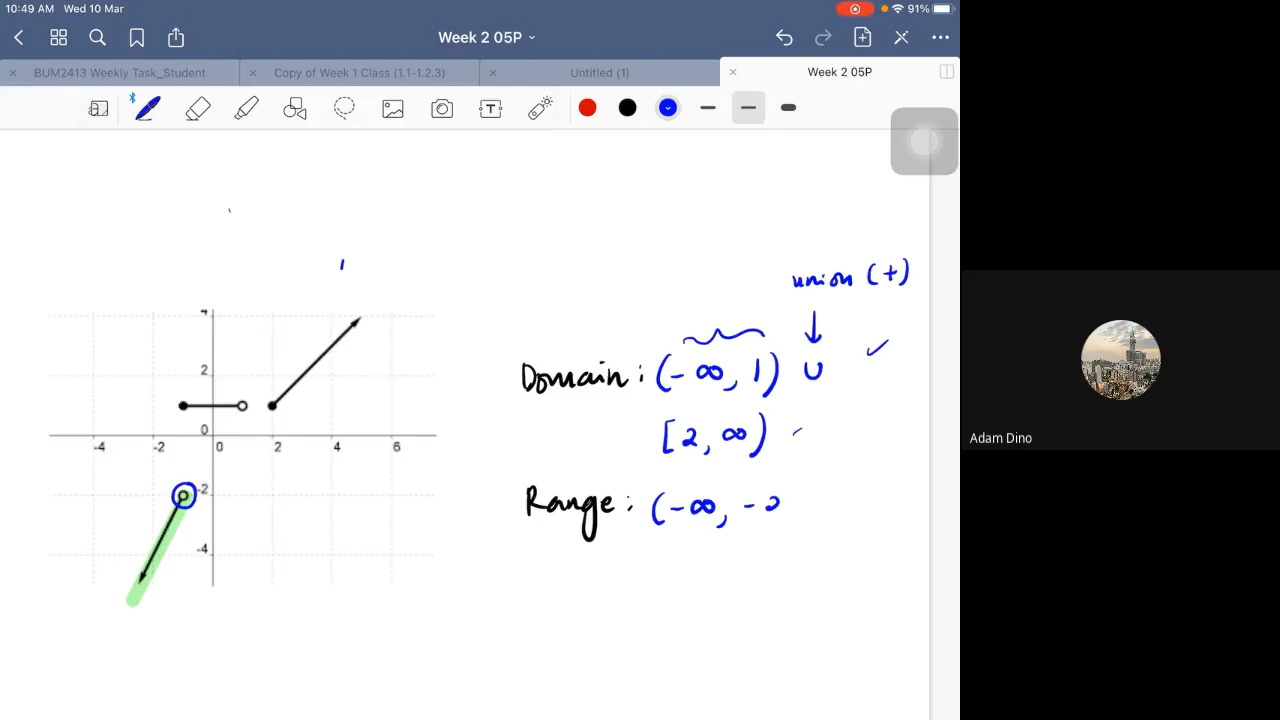 10:49 AM Wed 10 Mar
91%
Week 2 05P
BUM2413 Weekly Task_Student
Copy of Week 1 Class (1.1-1.2.3)
Untitled (1)
Week 2 05P
T
union (+)
↓
Domain: (-∞, 1) ∪
[2, ∞)
Range: (-∞, -2
4
2
0
-4 -2 0 2 4 6
-2
-4
Adam Dino